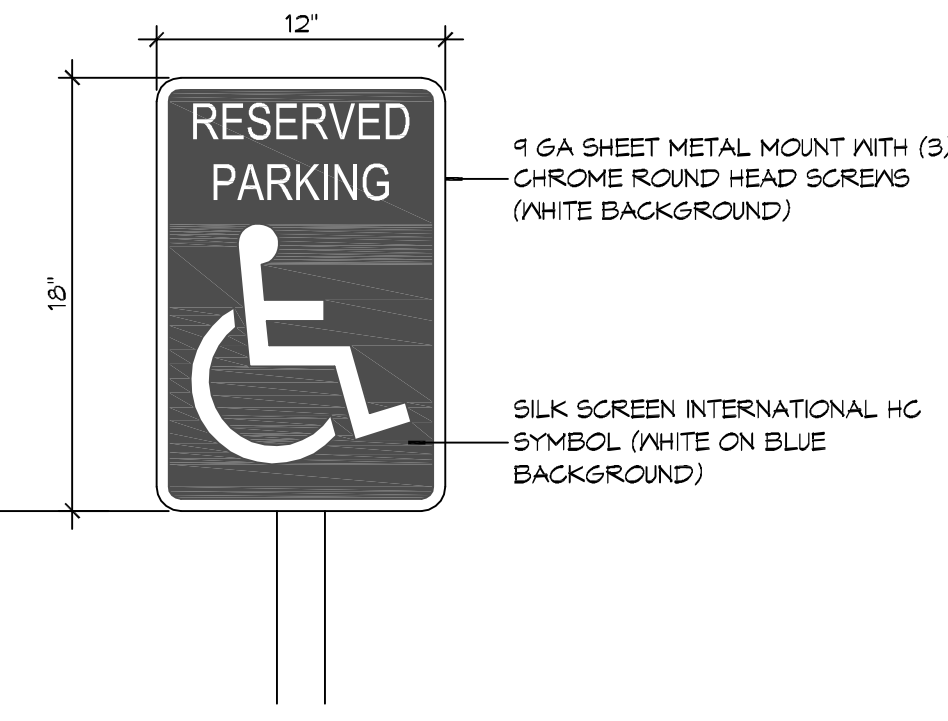 12"
RESERVED
PARKING
18"
9 GA SHEET METAL MOUNT WITH (3)
CHROME ROUND HEAD SCREWS
(WHITE BACKGROUND)
SILK SCREEN INTERNATIONAL HC
SYMBOL (WHITE ON BLUE
BACKGROUND)